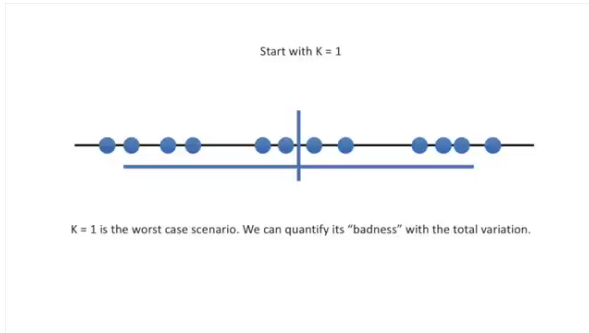 Start with K = 1
K = 1 is the worst case scenario. We can quantify its “badness” with the total variation.